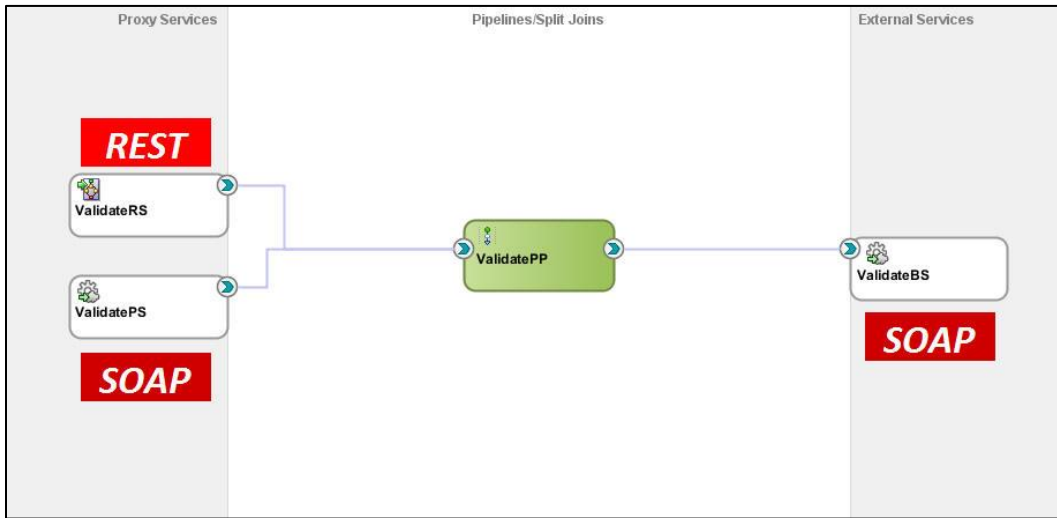 Proxy Services
Pipelines/Split Joins
External Services
REST
ValidateRS
ValidatePP
ValidateBS
ValidatePS
SOAP
SOAP